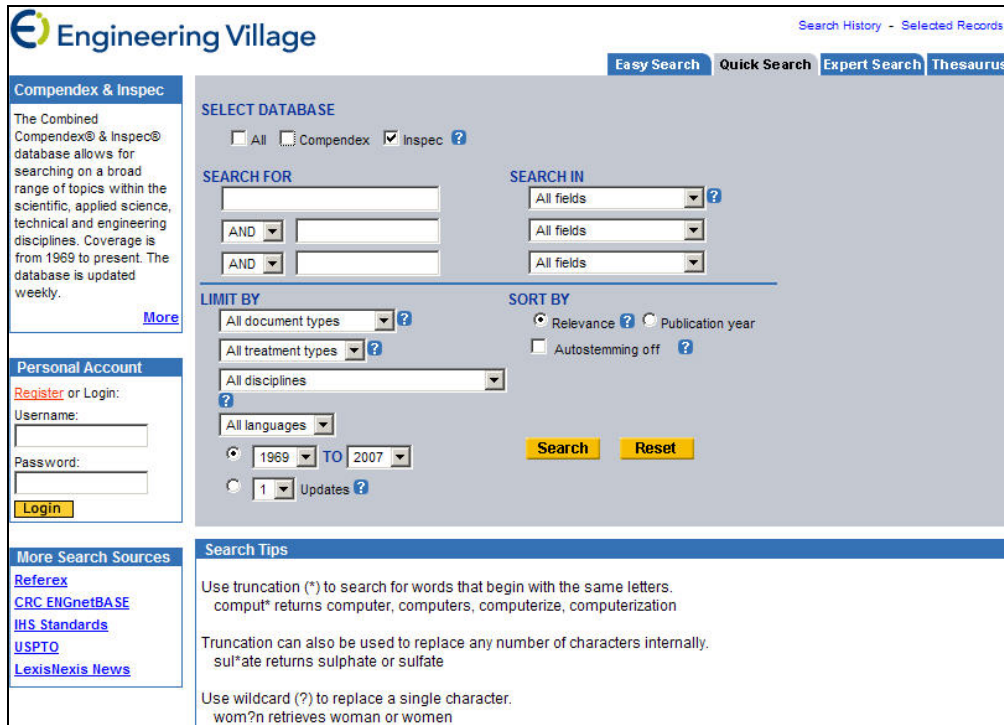 Engineering Village
Search History - Selected Records
Easy Search Quick Search Expert Search Thesaurus
Compendex & Inspec
The Combined
Compendex® & Inspec®
database allows for
searching on a broad
range of topics within the
scientific, applied science,
technical and engineering
disciplines. Coverage is
from 1969 to present. The
database is updated
weekly.
More
Personal Account
Register or Login:
Username:
Password:
Login
More Search Sources
Referex
CRC ENGnetBASE
IHS Standards
USPTO
LexisNexis News
SELECT DATABASE
All Compendex Inspec ?
SEARCH FOR SEARCH IN
All fields ?
AND All fields
AND All fields
LIMIT BY SORT BY
All document types ? Relevance ? Publication year
All treatment types ? Autostemming off ?
All disciplines
?
All languages
1969 TO 2007 Search Reset
1 Updates ?
Search Tips
Use truncation (*) to search for words that begin with the same letters.
comput* returns computer, computers, computerize, computerization
Truncation can also be used to replace any number of characters internally.
sul*ate returns sulphate or sulfate
Use wildcard (?) to replace a single character.
wom?n retrieves woman or women